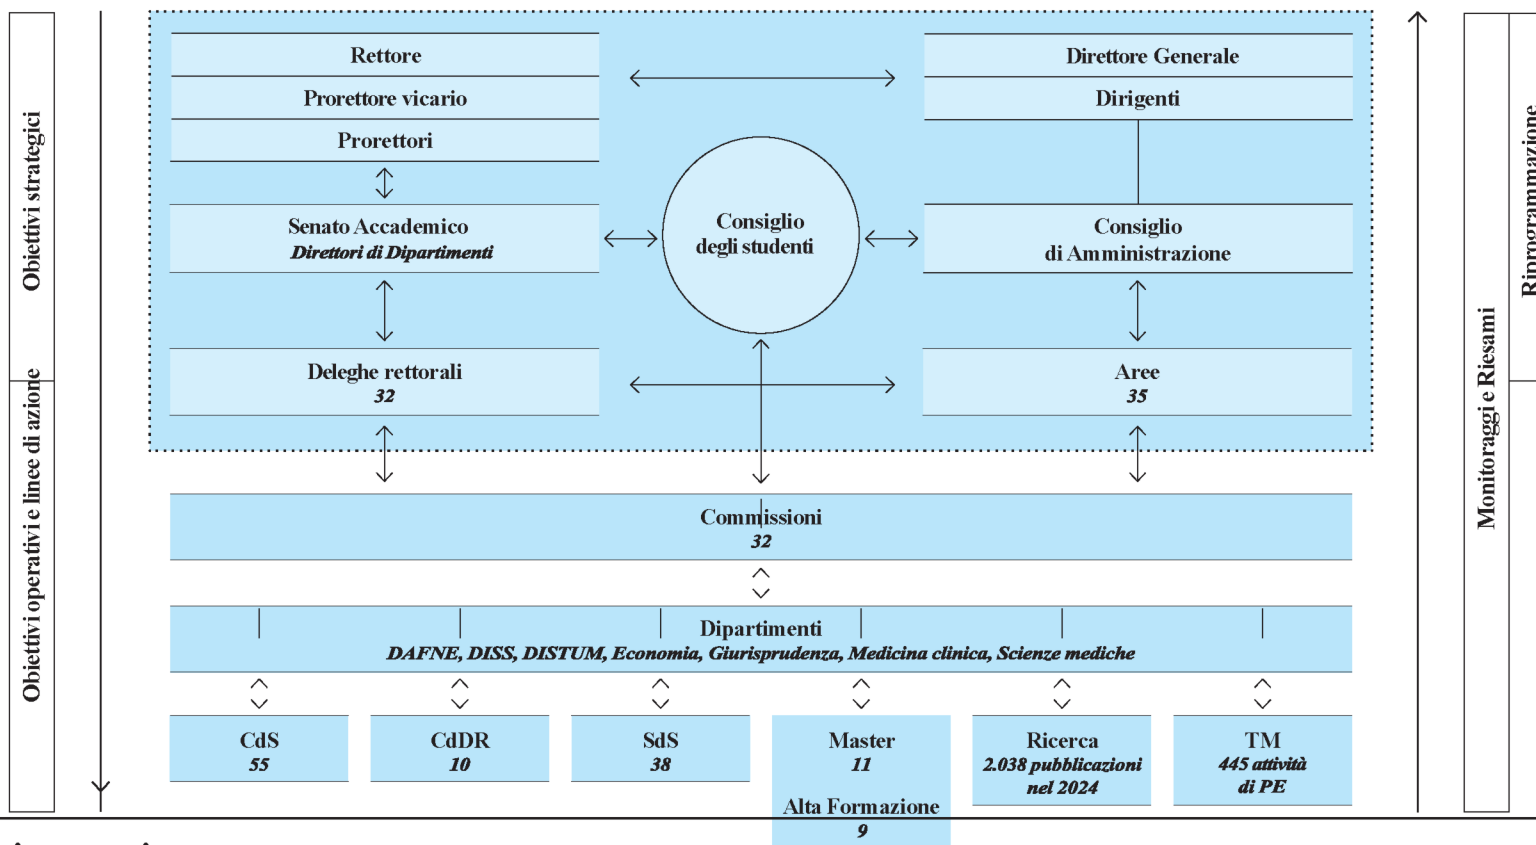 Obiettivi strategici
Obiettivi operativi e linee di azione
Rettore
Prorettore vicario
Prorettori
Direttore Generale
Dirigenti
Senato Accademico
Direttori di Dipartimenti
Consiglio
degli studenti
Consiglio
di Amministrazione
Deleghe rettorali
32
Aree
35
Commissioni
32
Dipartimenti
DAFNE, DISS, DISTUM, Economia, Giurisprudenza, Medicina clinica, Scienze mediche
CdS
55
CdDR
10
SdS
38
Master
11
Alta Formazione
9
Ricerca
2.038 pubblicazioni
nel 2024
TM
445 attività
di PE
Monitoraggi e Riesami
Riprogrammazione